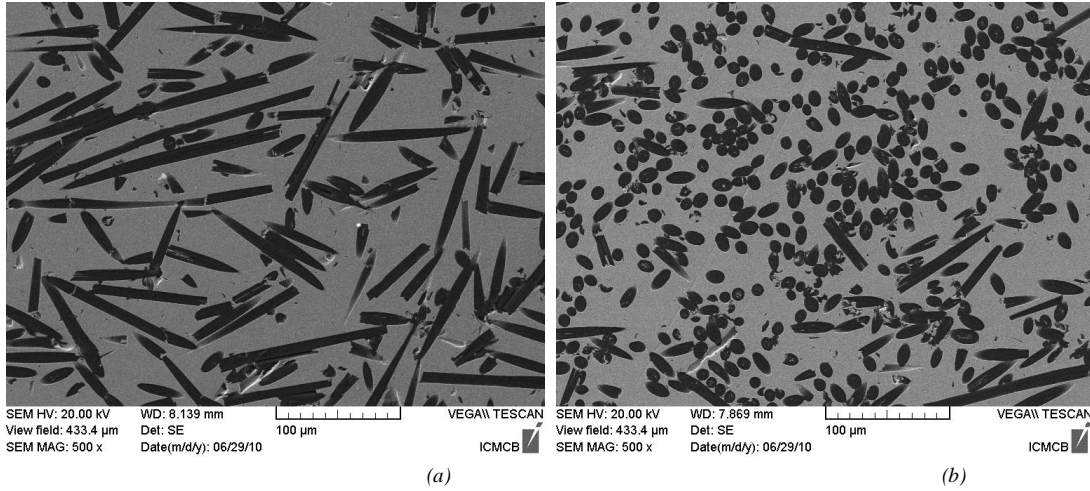 SEM HV: 20.00 kV WD: 8.139 mm VEGA\\ TESCAN
View field: 433.4 µm Det: SE 100 µm
SEM MAG: 500 x Date(m/d/y): 06/29/10 ICMCB
(a)
SEM HV: 20.00 kV WD: 7.869 mm VEGA\\ TESCAN
View field: 433.4 µm Det: SE 100 µm
SEM MAG: 500 x Date(m/d/y): 06/29/10 ICMCB
(b)